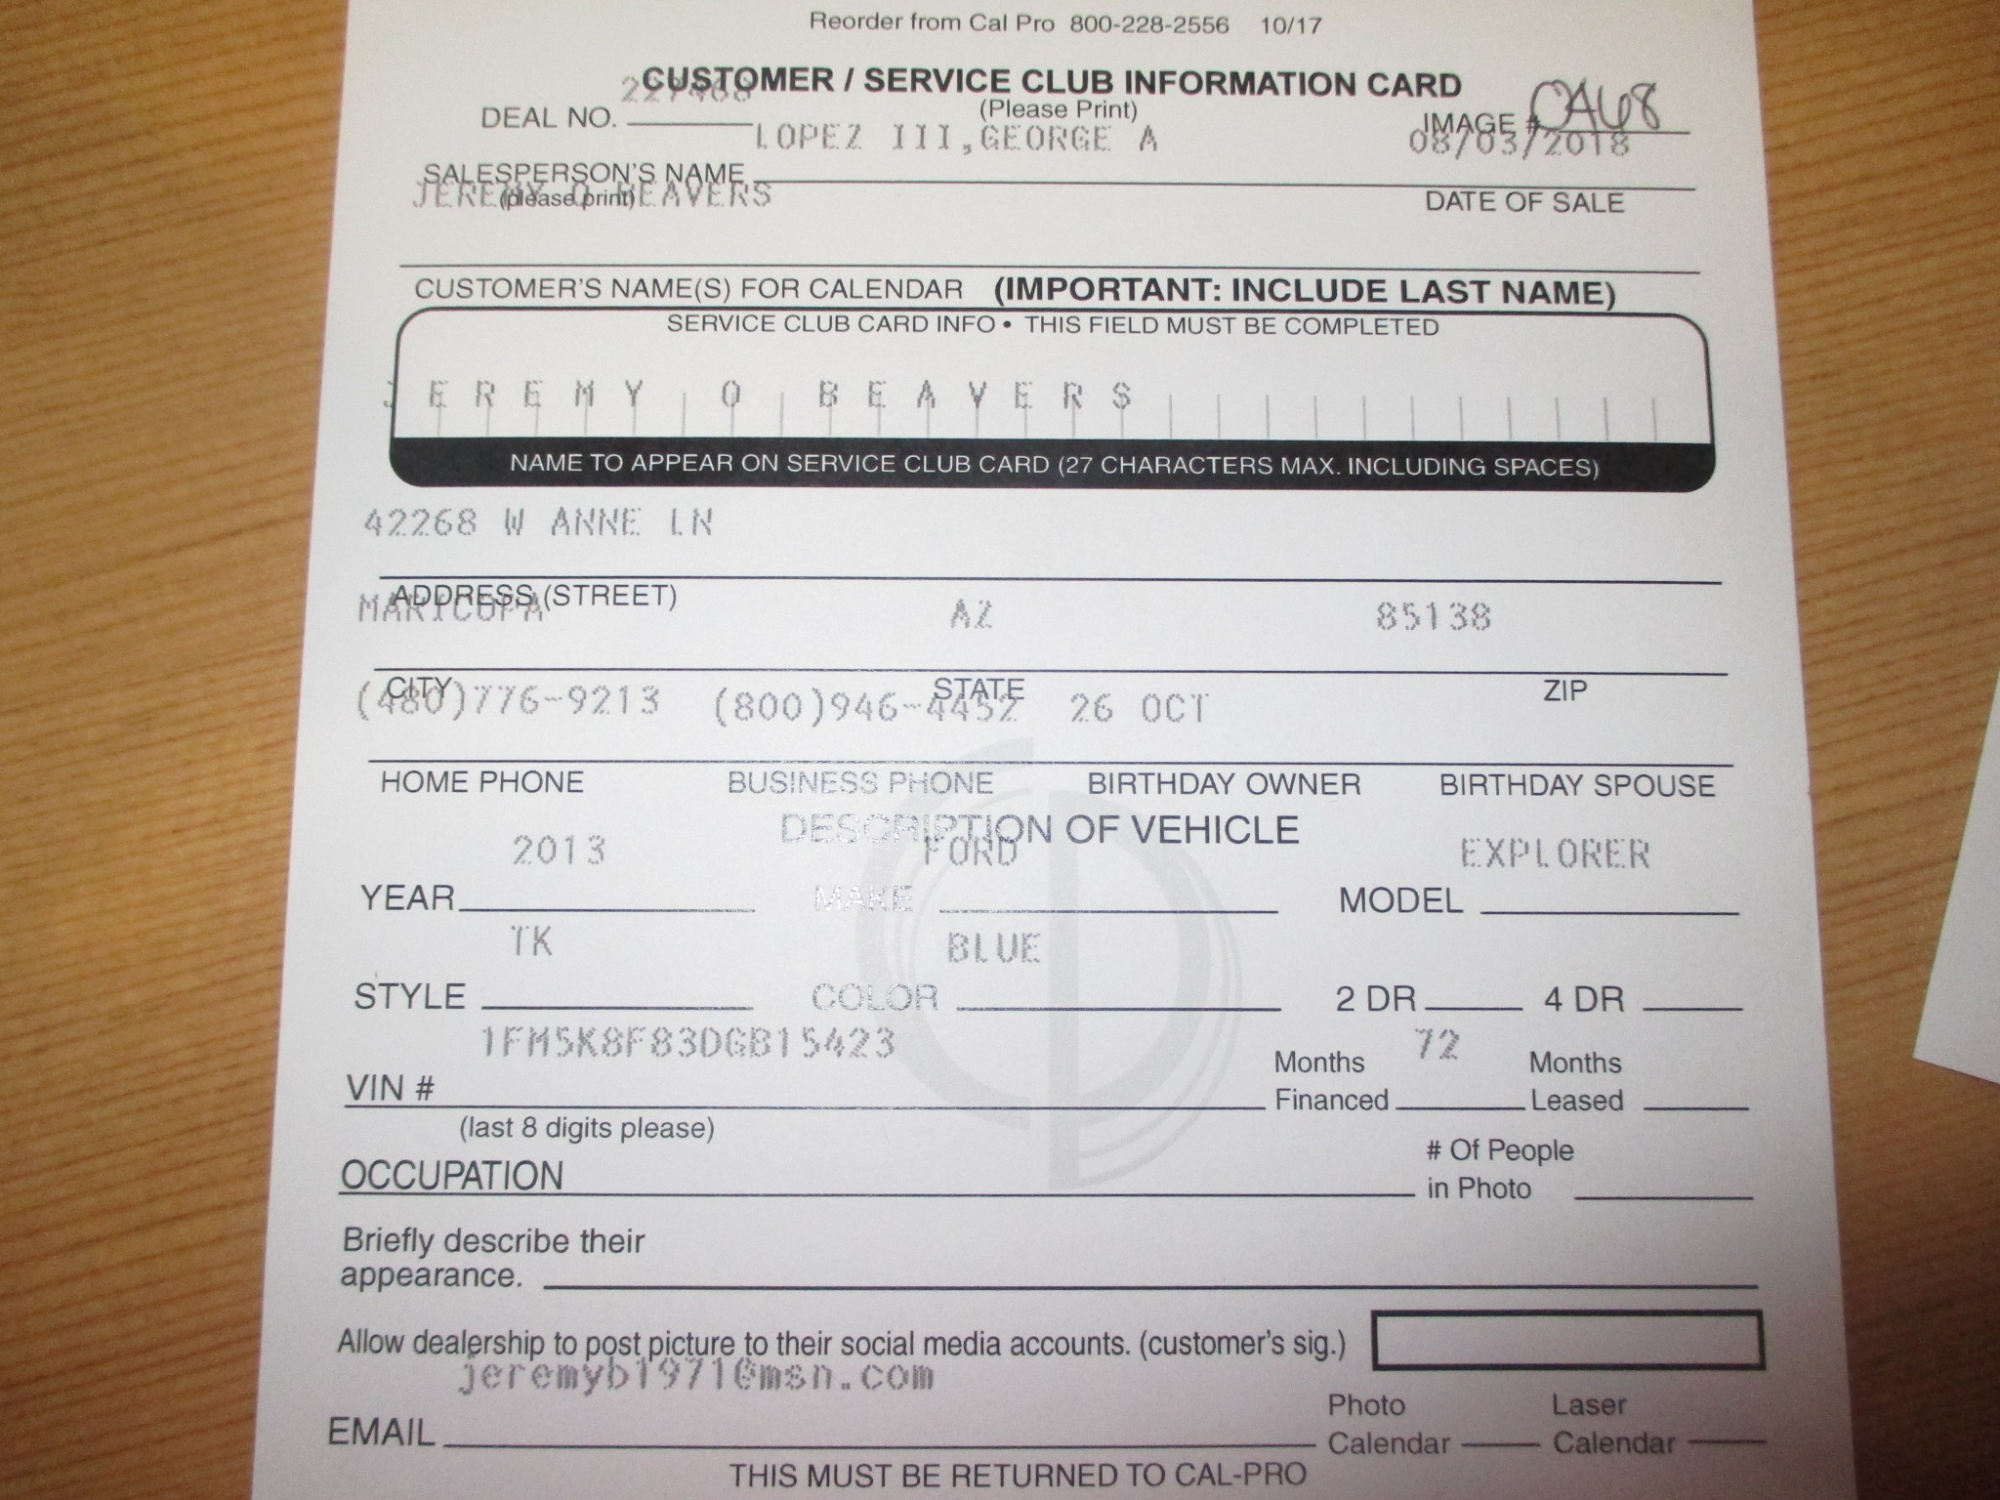 Reorder from Cal Pro 800-228-2556 10/17
CUSTOMER / SERVICE CLUB INFORMATION CARD
(Please Print)
DEAL NO.
IMAGE #
LOPEZ III,GEORGE A 08/03/2018
SALESPERSON'S NAME
(please print)
DATE OF SALE
JEREMY O BEAVERS
CUSTOMER'S NAME(S) FOR CALENDAR (IMPORTANT: INCLUDE LAST NAME)
SERVICE CLUB CARD INFO • THIS FIELD MUST BE COMPLETED
JEREMY O BEAVERS
NAME TO APPEAR ON SERVICE CLUB CARD (27 CHARACTERS MAX. INCLUDING SPACES)
42268 W ANNE LN
ADDRESS (STREET)
MARICOPA AZ 85138
CITY STATE ZIP
(480)776-9213 (800)946-4452 26 OCT
HOME PHONE BUSINESS PHONE BIRTHDAY OWNER BIRTHDAY SPOUSE
DESCRIPTION OF VEHICLE
2013 FORD EXPLORER
YEAR MAKE MODEL
TK BLUE
STYLE COLOR 2 DR 4 DR
1FM5K8F83DGB15423 72
VIN # Months Financed Months Leased
(last 8 digits please)
OCCUPATION # Of People in Photo
Briefly describe their
appearance.
Allow dealership to post picture to their social media accounts. (customer's sig.)
jeremyb1971@msn.com
EMAIL Photo Calendar Laser Calendar
THIS MUST BE RETURNED TO CAL-PRO